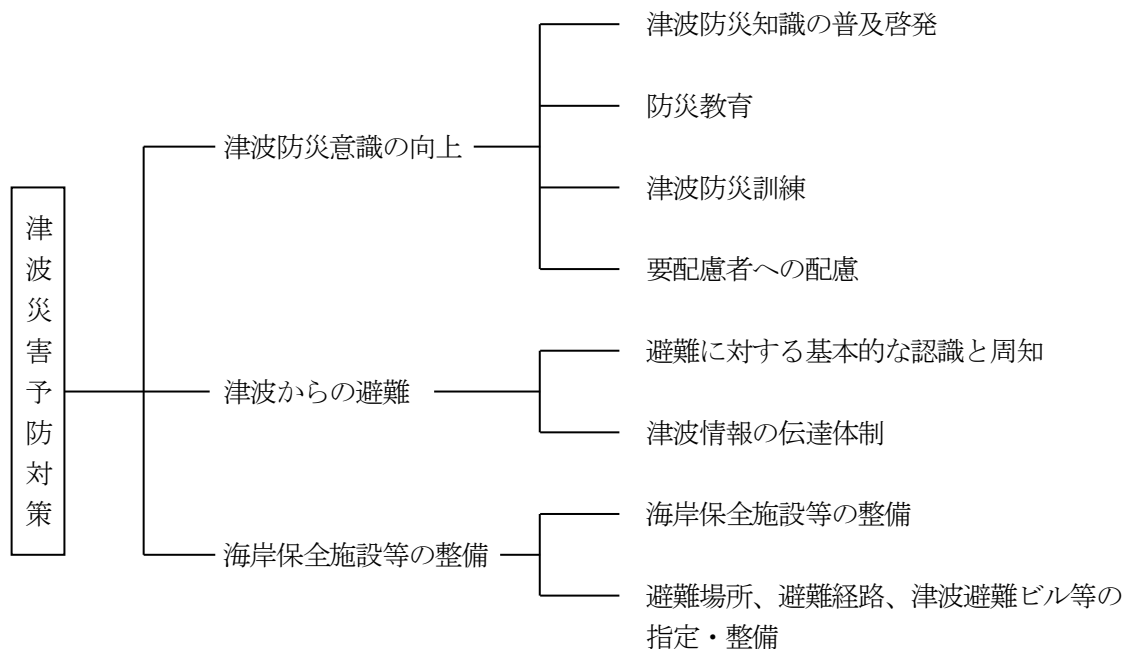 津波災害予防対策
津波防災意識の向上
津波防災知識の普及啓発
防災教育
津波防災訓練
要配慮者への配慮
津波からの避難
避難に対する基本的な認識と周知
津波情報の伝達体制
海岸保全施設等の整備
海岸保全施設等の整備
避難場所、避難経路、津波避難ビル等の
指定・整備